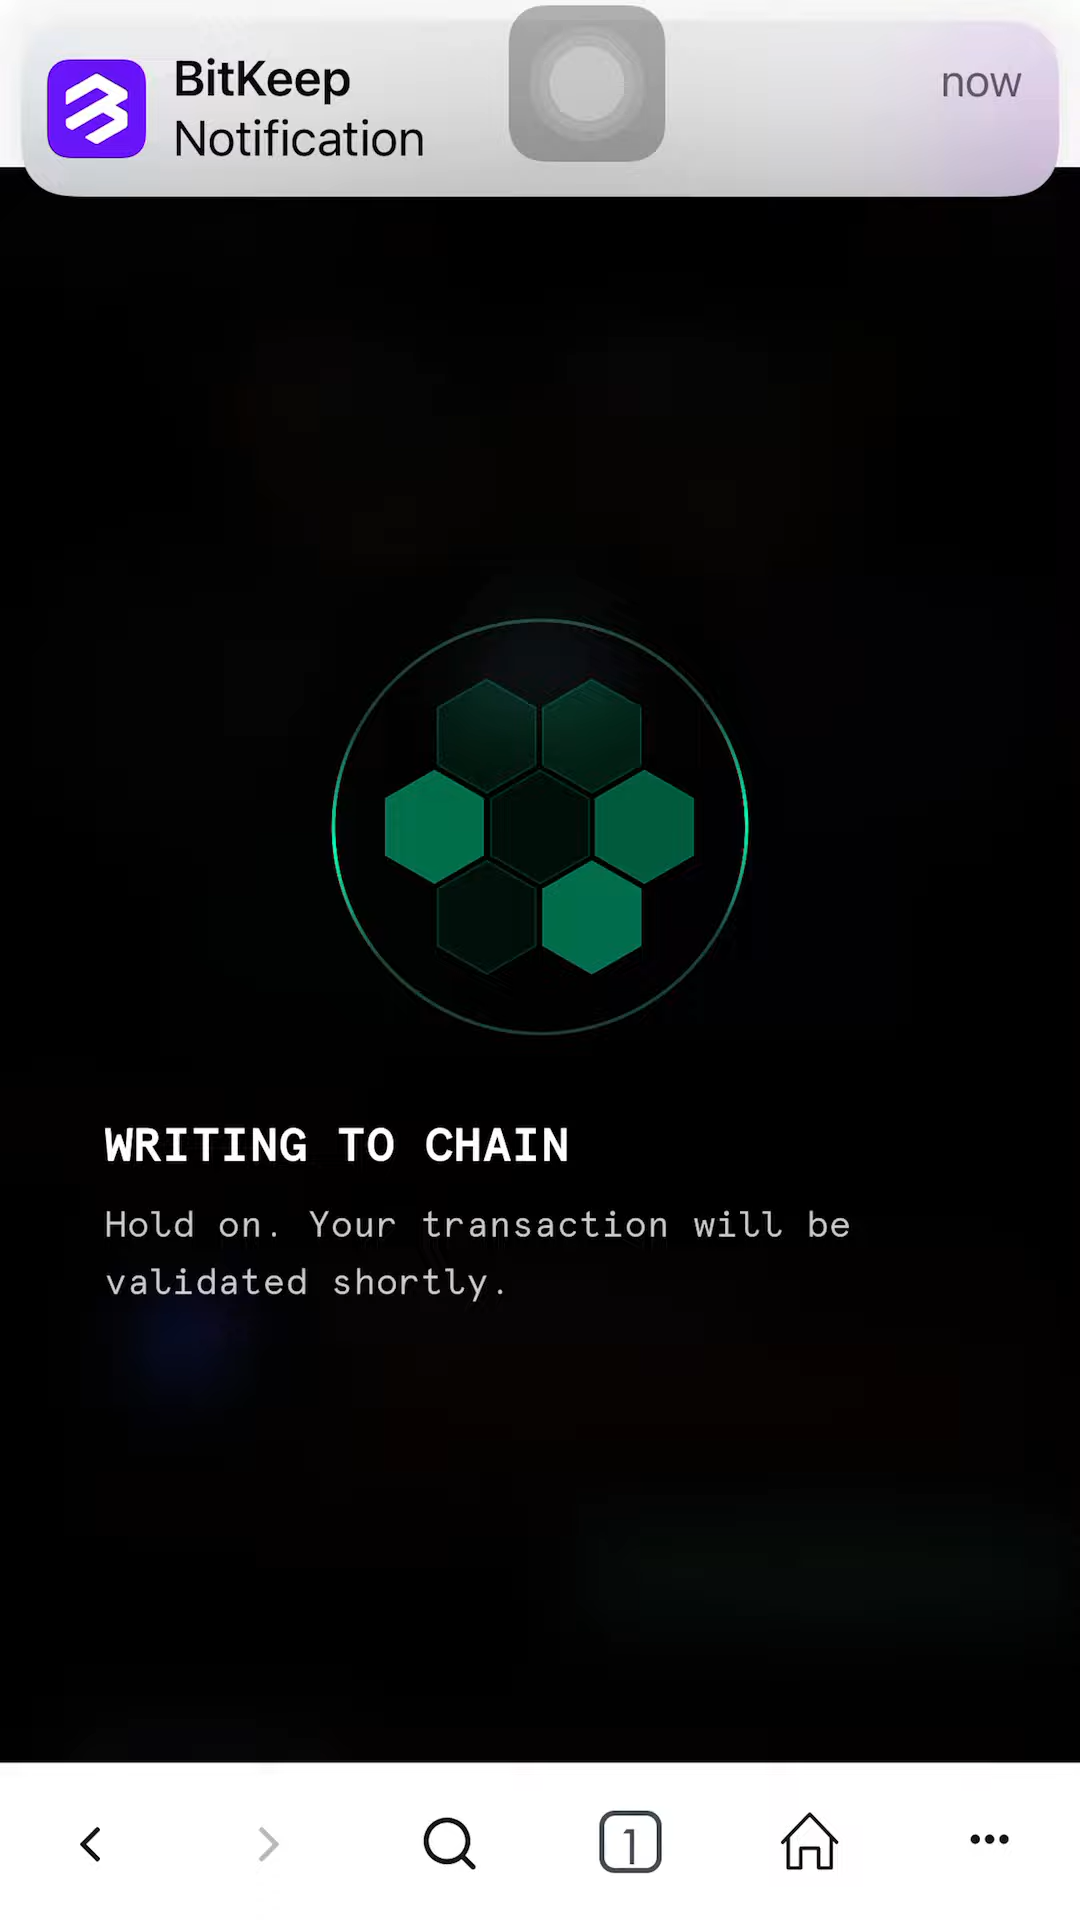 BitKeep
now
Notification
WRITING TO CHAIN
Hold on. Your transaction will be
validated shortly.
1